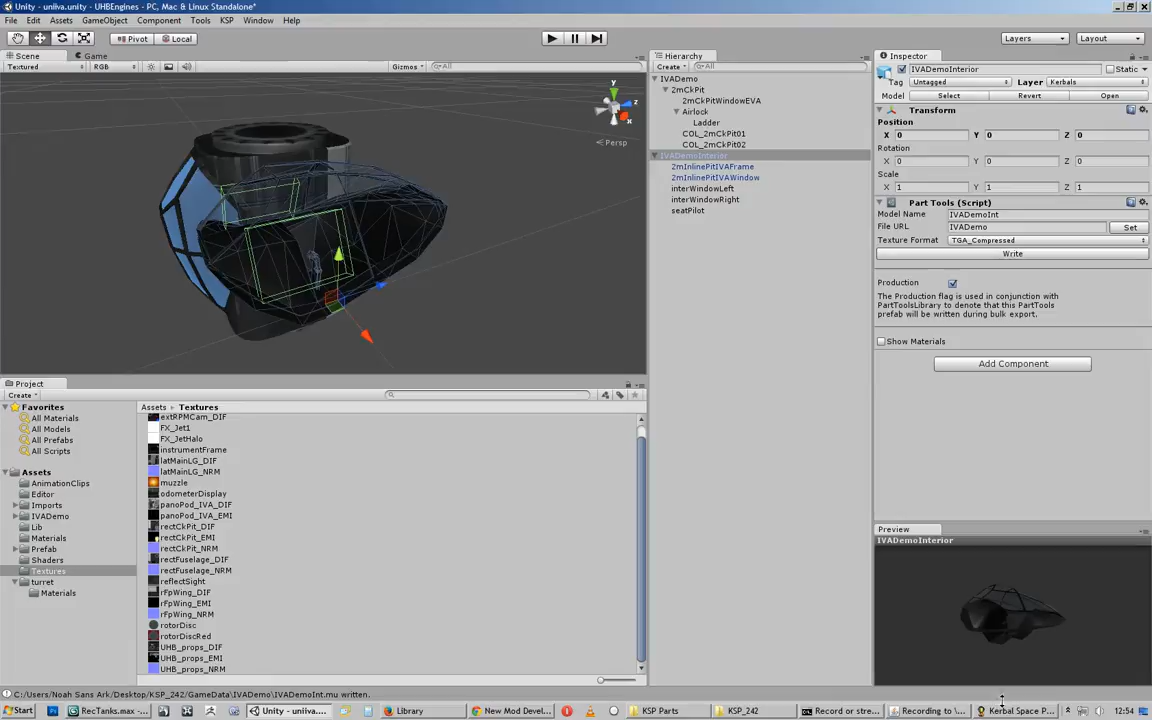 Unity - uniiva.unity - UHBEngines - PC, Mac & Linux Standalone*
File Edit Assets GameObject Component Tools KSP Window Help
Pivot Local Layers Layout
Scene Game
Textured RGB Gizmos All
y
z
x
Persp
Hierarchy
Create All
IVADemo
2mCkPit
2mCkPitWindowEVA
Airlock
Ladder
COL_2mCkPit01
COL_2mCkPit02
IVADemoInterior
2mInlinePitIVAFrame
2mInlinePitIVAWindow
interWindowLeft
interWindowRight
seatPilot
Inspector
IVADemoInterior Static
Tag Untagged Layer Kerbals
Model Select Revert Open
Transform
Position
X 0 Y 0 Z 0
Rotation
X 0 Y 0 Z 0
Scale
X 1 Y 1 Z 1
Part Tools (Script)
Model Name IVADemoInt
File URL IVADemo Set
Texture Format TGA_Compressed
Write
Production
The Production flag is used in conjunction with
PartToolsLibrary to denote that this PartTools
prefab will be written during bulk export.
Show Materials
Add Component
Preview
IVADemoInterior
Project
Create
Favorites
All Materials
All Models
All Prefabs
All Scripts
Assets
AnimationClips
Editor
Imports
IVADemo
Lib
Materials
Prefab
Shaders
Textures
turret
Materials
Assets Textures
extRPMCam_DIF
FX_Jet1
FX_JetHalo
instrumentFrame
latMainLG_DIF
latMainLG_NRM
muzzle
odometerDisplay
panoPod_IVA_DIF
panoPod_IVA_EMI
rectCkPit_DIF
rectCkPit_EMI
rectCkPit_NRM
rectFuselage_DIF
rectFuselage_NRM
reflectSight
rFpWing_DIF
rFpWing_EMI
rFpWing_NRM
rotorDisc
rotorDiscRed
UHB_props_DIF
UHB_props_EMI
UHB_props_NRM
C:/Users/Noah Sans Ark/Desktop/KSP_242/GameData\IVADemo\IVADemoInt.mu written.
Start RecTanks.max - Unity - uniiva.... Library New Mod Devel... KSP Parts KSP_242 Record or stre... Recording to \... Kerbal Space P... 12:54